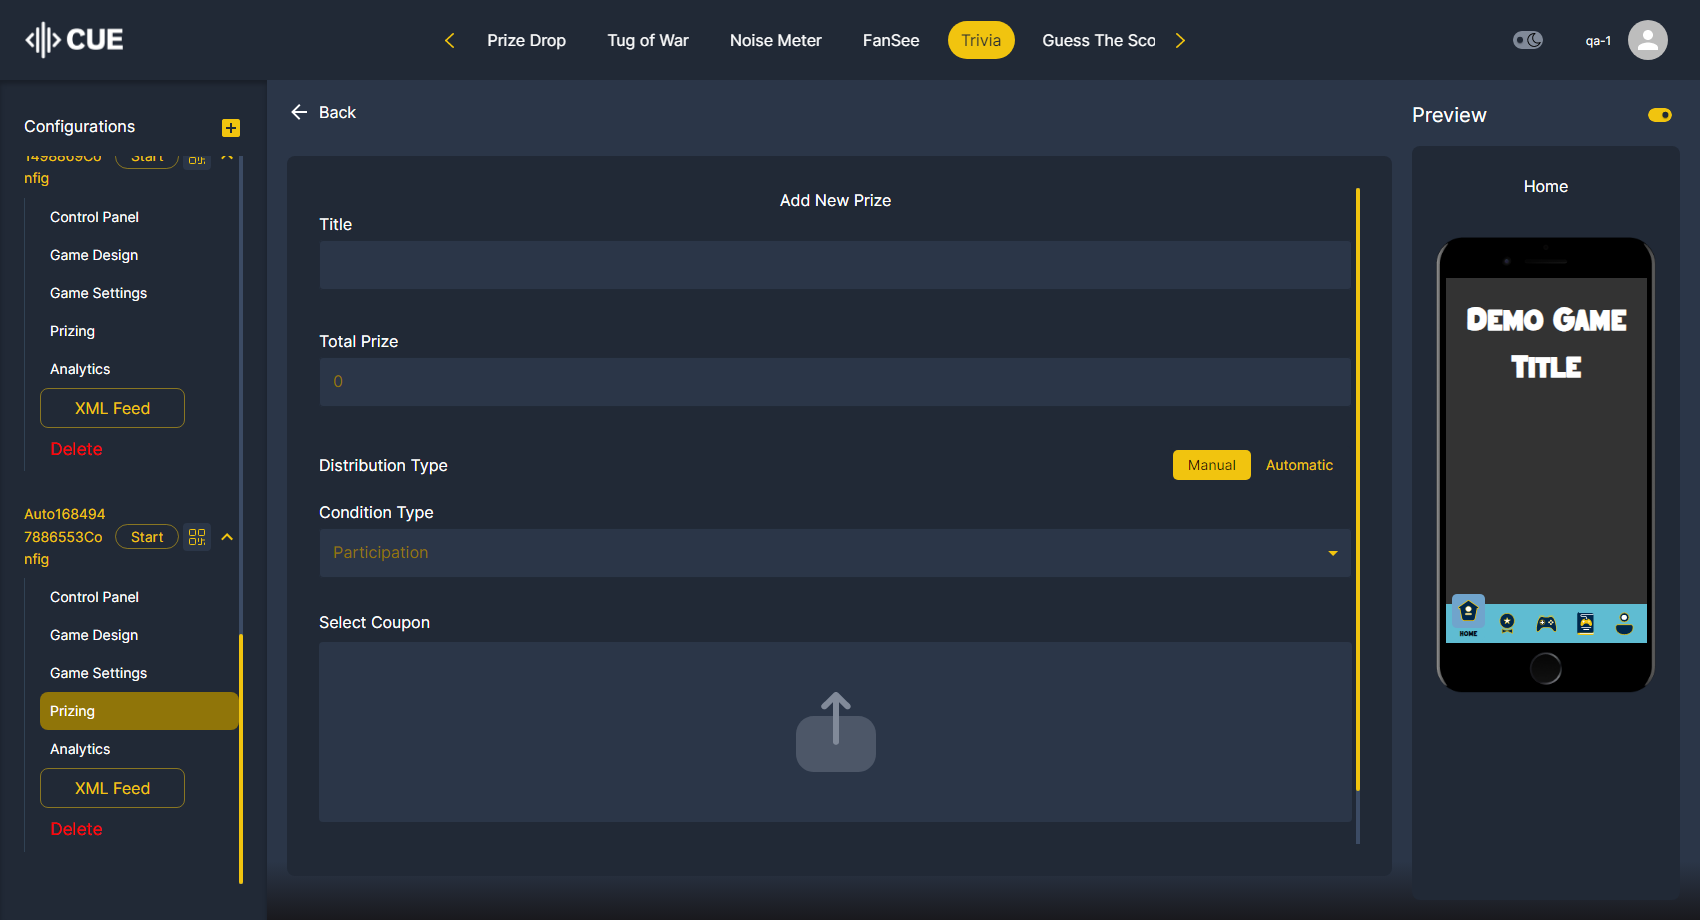 CUE
Prize Drop
Tug of War
Noise Meter
FanSee
Trivia
Guess The Sco
qa-1
Configurations
1498869Co
nfig
Start
Control Panel
Game Design
Game Settings
Prizing
Analytics
XML Feed
Delete
Auto168494
7886553Co
nfig
Start
Control Panel
Game Design
Game Settings
Prizing
Analytics
XML Feed
Delete
Back
Add New Prize
Title
Total Prize
0
Distribution Type
Manual
Automatic
Condition Type
Participation
Select Coupon
Preview
Home
Demo Game
Title
HOME